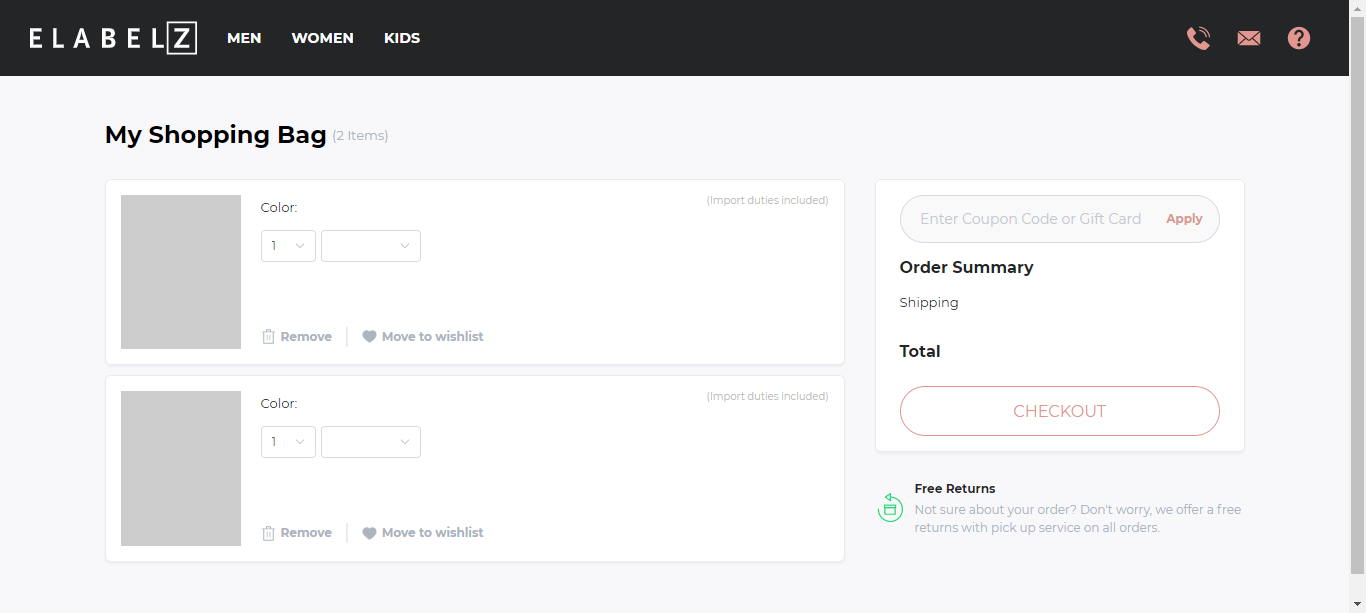 ELABELZ MEN WOMEN KIDS
My Shopping Bag (2 Items)
Color:
(Import duties included)
1
Remove
Move to wishlist
Color:
(Import duties included)
1
Remove
Move to wishlist
Enter Coupon Code or Gift Card Apply
Order Summary
Shipping
Total
CHECKOUT
Free Returns
Not sure about your order? Don't worry, we offer a free
returns with pick up service on all orders.